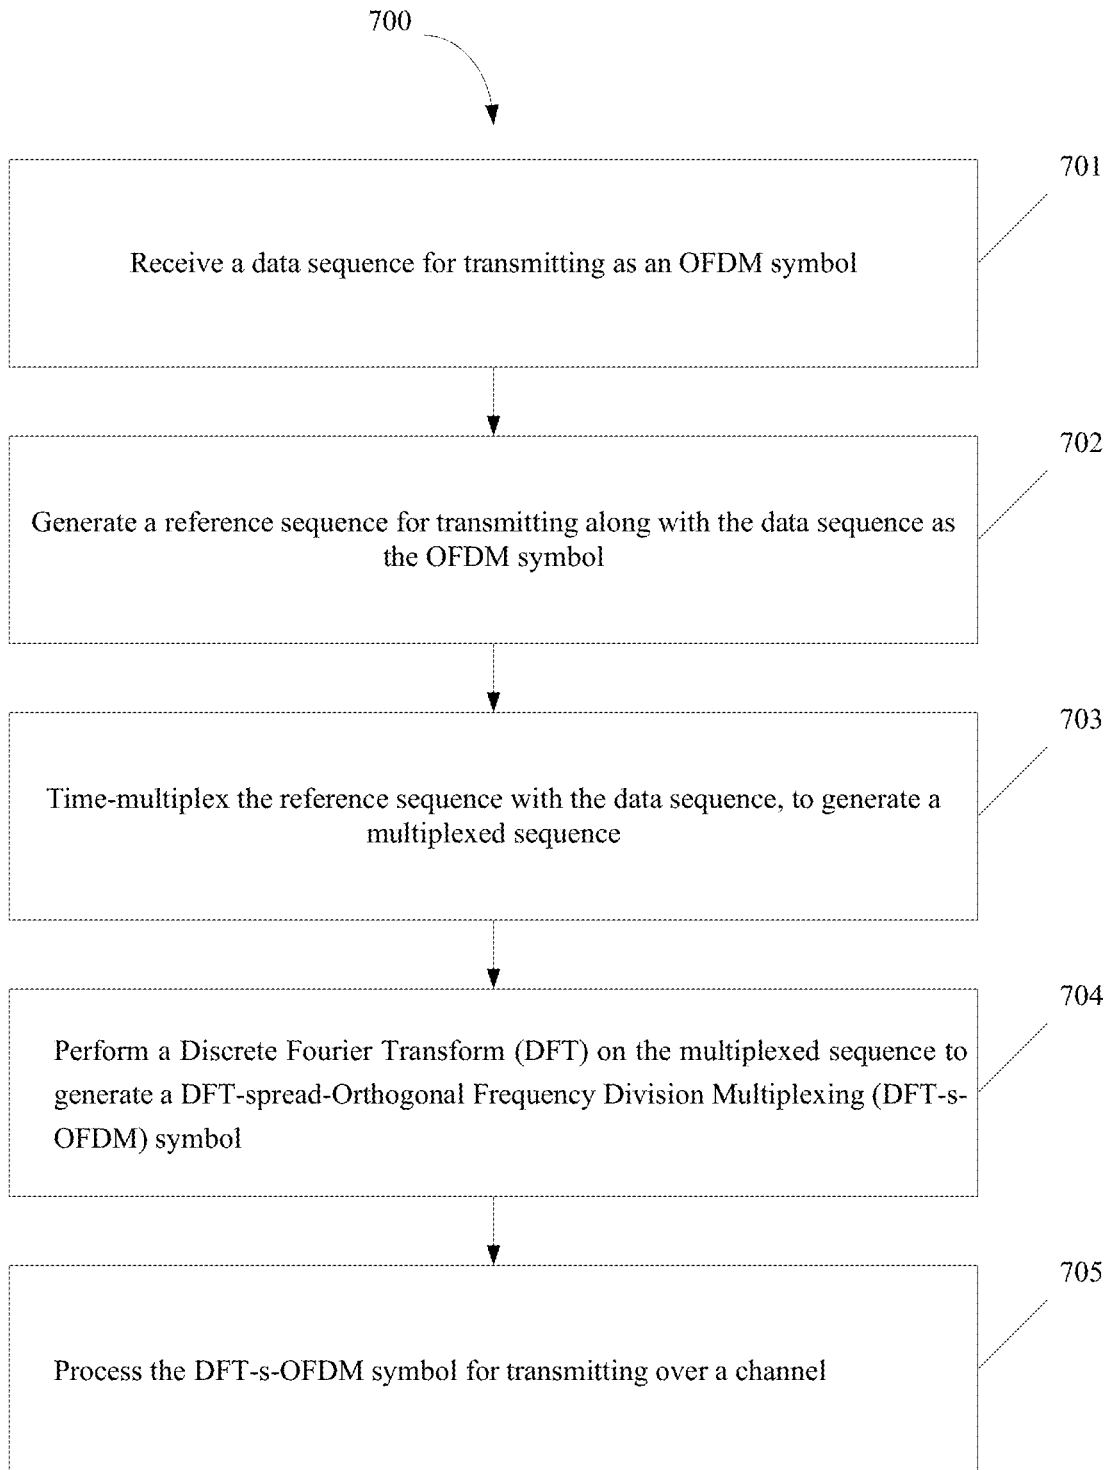 700
701
Receive a data sequence for transmitting as an OFDM symbol
702
Generate a reference sequence for transmitting along with the data sequence as
the OFDM symbol
703
Time-multiplex the reference sequence with the data sequence, to generate a
multiplexed sequence
704
Perform a Discrete Fourier Transform (DFT) on the multiplexed sequence to
generate a DFT-spread-Orthogonal Frequency Division Multiplexing (DFT-s-
OFDM) symbol
705
Process the DFT-s-OFDM symbol for transmitting over a channel